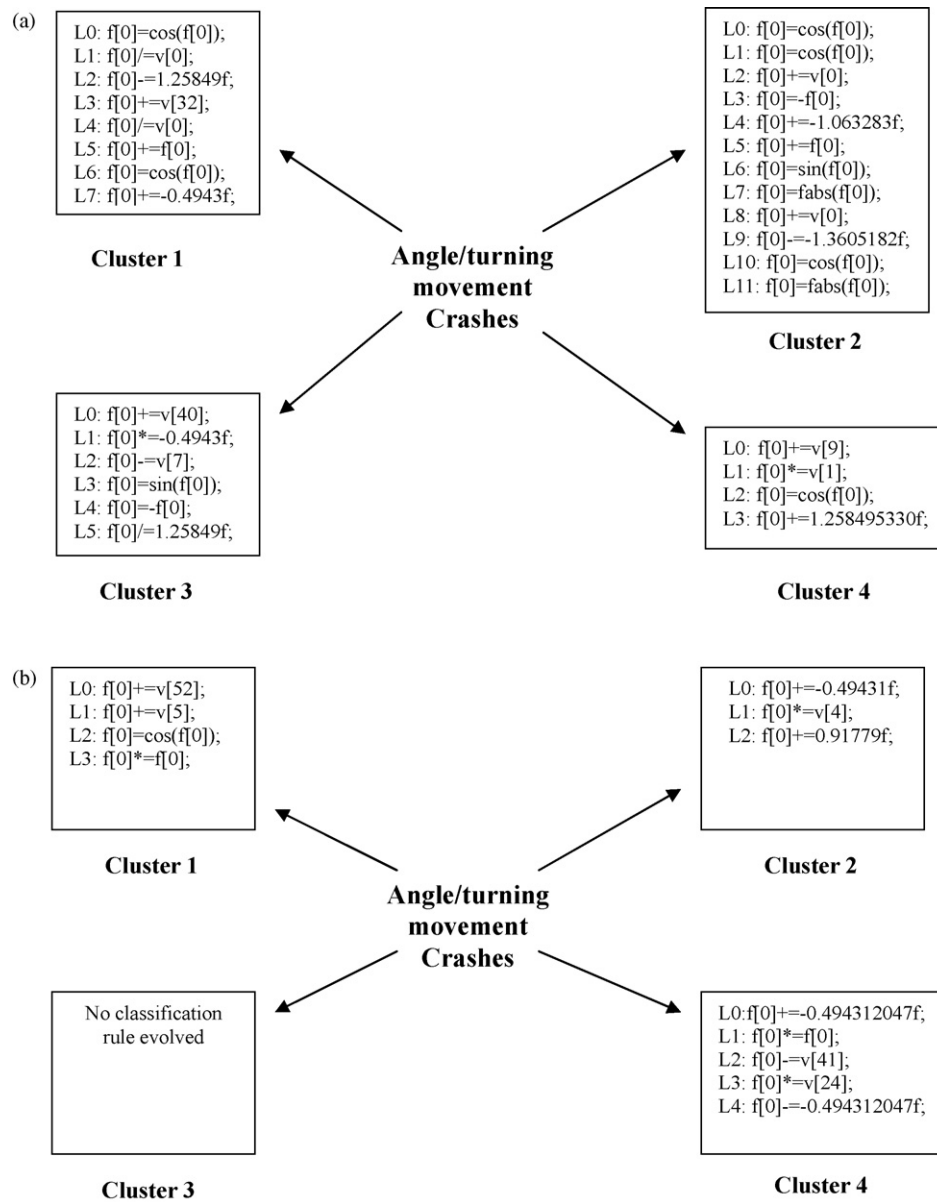 (a)
L0: f[0]=cos(f[0]);
L1: f[0]/=v[0];
L2: f[0]-=1.25849f;
L3: f[0]+=v[32];
L4: f[0]/=v[0];
L5: f[0]+=f[0];
L6: f[0]=cos(f[0]);
L7: f[0]+=-0.4943f;
Cluster 1
L0: f[0]=cos(f[0]);
L1: f[0]=cos(f[0]);
L2: f[0]+=v[0];
L3: f[0]=-f[0];
L4: f[0]+=-1.063283f;
L5: f[0]+=f[0];
L6: f[0]=sin(f[0]);
L7: f[0]=fabs(f[0]);
L8: f[0]+=v[0];
L9: f[0]-=-1.3605182f;
L10: f[0]=cos(f[0]);
L11: f[0]=fabs(f[0]);
Cluster 2
Angle/turning
movement
Crashes
L0: f[0]+=v[40];
L1: f[0]*=-0.4943f;
L2: f[0]-=v[7];
L3: f[0]=sin(f[0]);
L4: f[0]=-f[0];
L5: f[0]/=1.25849f;
Cluster 3
L0: f[0]+=v[9];
L1: f[0]*=v[1];
L2: f[0]=cos(f[0]);
L3: f[0]+=1.258495330f;
Cluster 4
(b)
L0: f[0]+=v[52];
L1: f[0]+=v[5];
L2: f[0]=cos(f[0]);
L3: f[0]*=f[0];
Cluster 1
L0: f[0]+=-0.49431f;
L1: f[0]*=v[4];
L2: f[0]+=0.91779f;
Cluster 2
Angle/turning
movement
Crashes
No classification
rule evolved
Cluster 3
L0:f[0]+=-0.494312047f;
L1: f[0]*=f[0];
L2: f[0]-=v[41];
L3: f[0]*=v[24];
L4: f[0]-=-0.494312047f;
Cluster 4